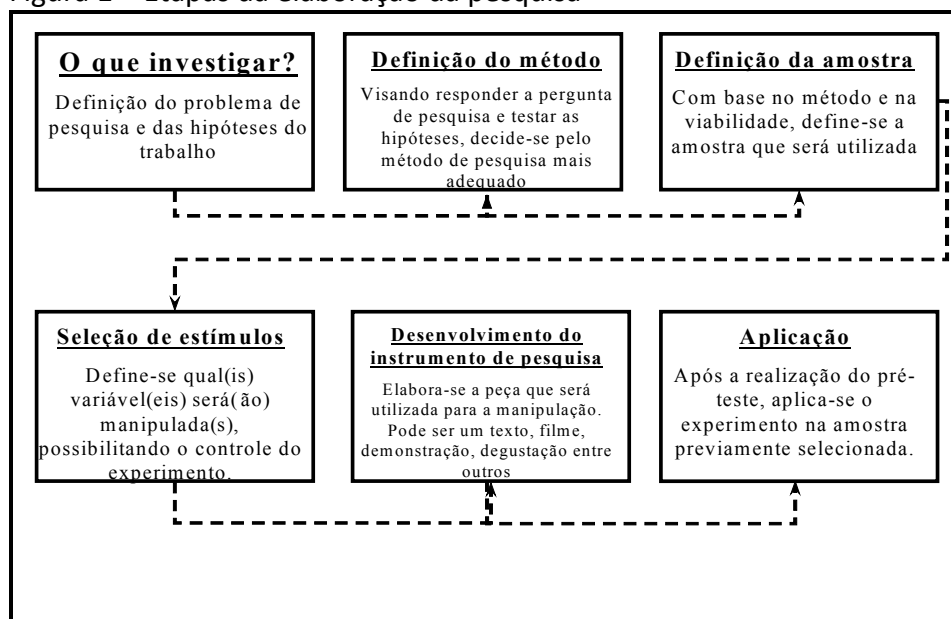 Figura 1 – Etapas da elaboração da pesquisa
O que investigar?
Definição do problema de
pesquisa e das hipóteses do
trabalho
Definição do método
Visando responder a pergunta
de pesquisa e testar as
hipóteses, decide-se pelo
método de pesquisa mais
adequado
Definição da amostra
Com base no método e na
viabilidade, define-se a
amostra que será utilizada
Seleção de estímulos
Define-se qual(is)
variável(eis) será(ão)
manipulada(s),
possibilitando o controle do
experimento.
Desenvolvimento do
instrumento de pesquisa
Elabora-se a peça que será
utilizada para a manipulação.
Pode ser um texto, filme,
demonstração, degustação entre
outros
Aplicação
Após a realização do pré-
teste, aplica-se o
experimento na amostra
previamente selecionada.